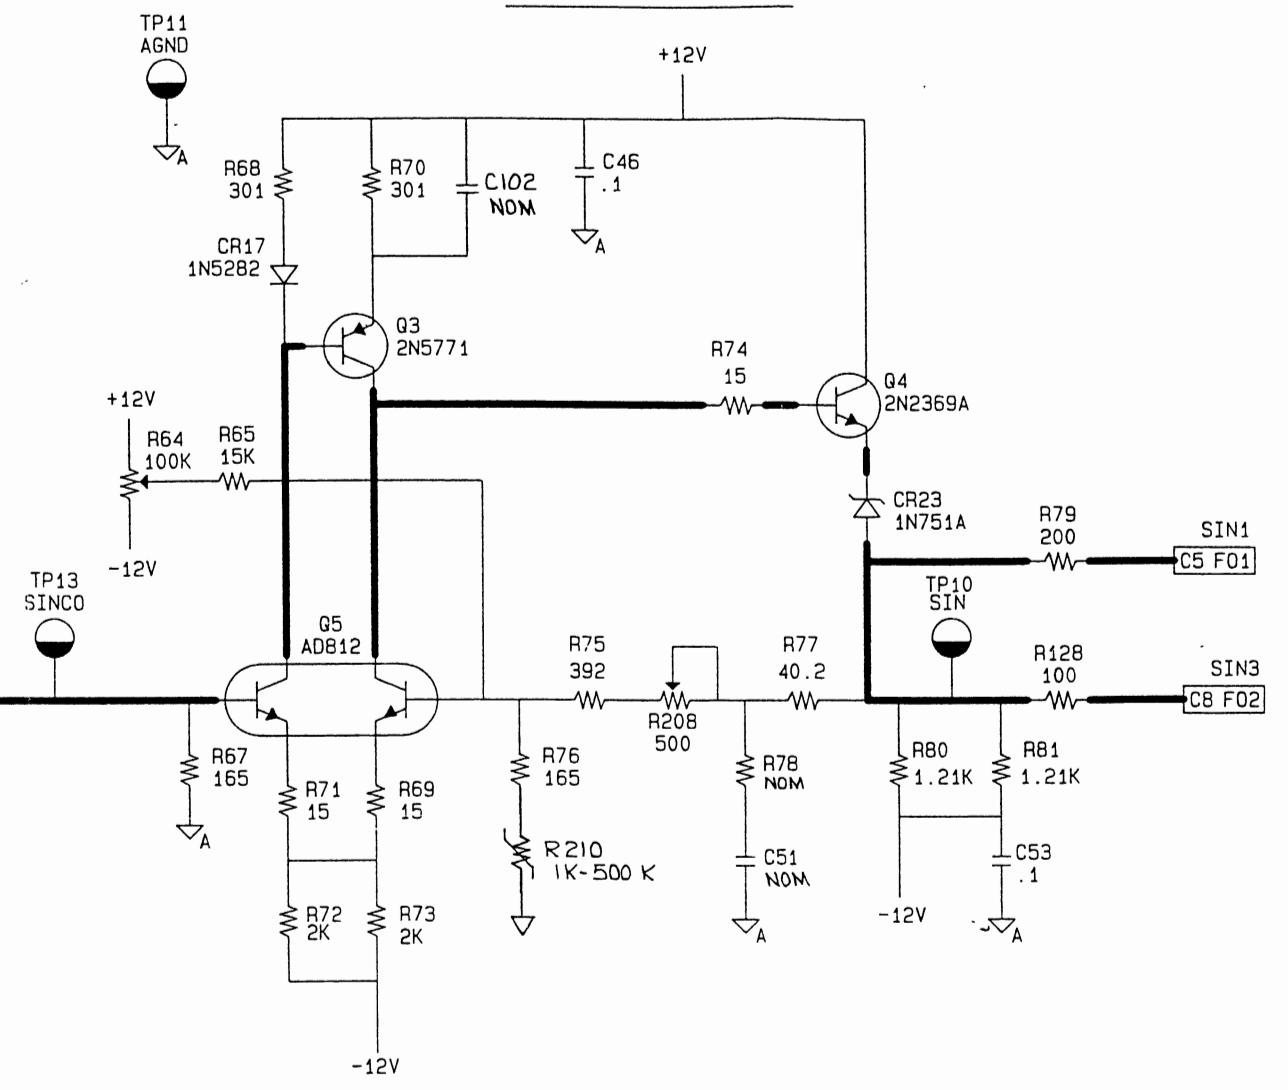 TP11
AGND
A
+12V
R68
301
R70
301
C102
NOM
C46
.1
A
CR17
1N5282
Q3
2N5771
R74
15
Q4
2N2369A
+12V
R64
100K
R65
15K
-12V
CR23
1N751A
R79
200
SIN1
C5 F01
TP13
SINCO
Q5
AD812
TP10
SIN
R75
392
R208
500
R77
40.2
R128
100
SIN3
C8 F02
R67
165
A
R71
15
R69
15
R76
165
R78
NOM
R80
1.21K
R81
1.21K
R210
1K-500 K
C51
NOM
A
C53
.1
A
-12V
R72
2K
R73
2K
-12V